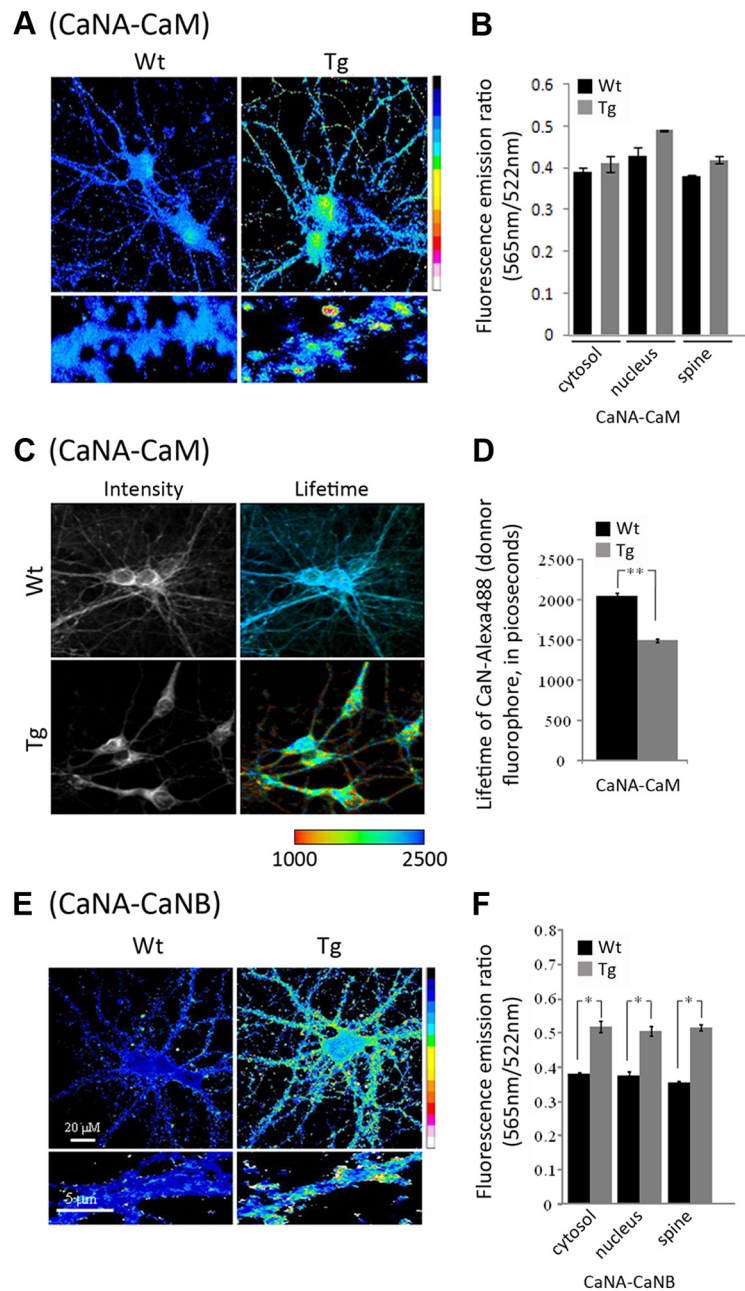 A (CaNA-CaM)
Wt Tg
B
Wt
Tg
Fluorescence emission ratio
(565nm/522nm)
0.6
0.5
0.4
0.3
0.2
0.1
0
cytosol
nucleus
spine
CaNA-CaM
C (CaNA-CaM)
Intensity Lifetime
Wt
Tg
1000 2500
D
Wt
Tg
Lifetime of CaN-Alexa488 (donnor
fluorophore, in picoseconds)
2500
2000
1500
1000
500
0
**
CaNA-CaM
E (CaNA-CaNB)
Wt Tg
20 µM
5 µm
F
Wt
Tg
Fluorescence emission ratio
(565nm/522nm)
0.8
0.7
0.6
0.5
0.4
0.3
0.2
0.1
0
* * *
cytosol
nucleus
spine
CaNA-CaNB